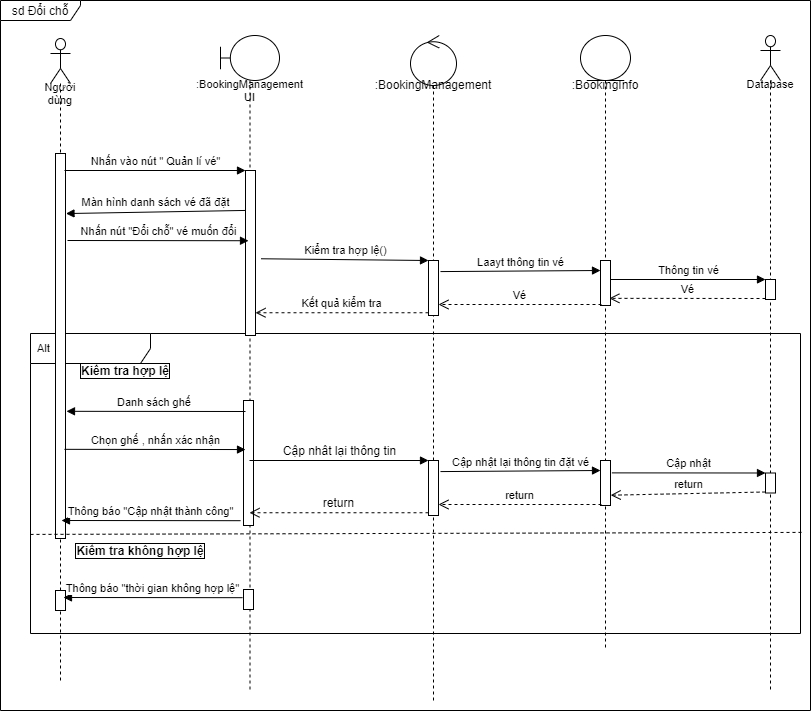 sd Đổi chỗ
Người
dùng
:BookingManagement
UI
:BookingManagement
:BookingInfo
Database
Nhấn vào nút " Quản lí vé"
Màn hình danh sách vé đã đặt
Nhấn nút "Đổi chỗ" vé muốn đổi
Kiểm tra hợp lệ()
Laayt thông tin vé
Thông tin vé
Vé
Vé
Kết quả kiểm tra
Alt
Kiểm tra hợp lệ
Danh sách ghế
Chọn ghế , nhấn xác nhận
Cập nhât lại thông tin
Cập nhật lại thông tin đặt vé
Cập nhật
return
return
return
Thông báo "Cập nhật thành công"
Kiểm tra không hợp lệ
Thông báo "thời gian không hợp lệ"